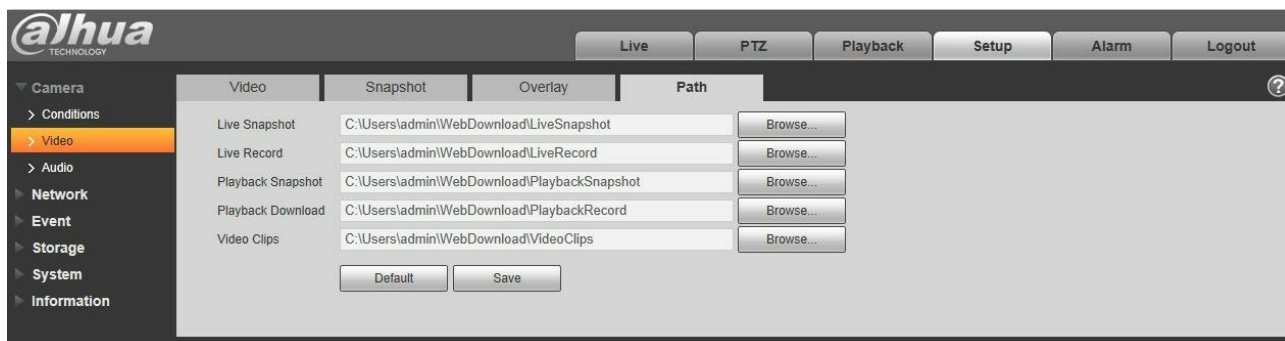 alhua
TECHNOLOGY
Live PTZ Playback Setup Alarm Logout
Camera
> Conditions
> Video
> Audio
Network
Event
Storage
System
Information
Video Snapshot Overlay Path
?
Live Snapshot C:\Users\admin\WebDownload\LiveSnapshot Browse...
Live Record C:\Users\admin\WebDownload\LiveRecord Browse...
Playback Snapshot C:\Users\admin\WebDownload\PlaybackSnapshot Browse...
Playback Download C:\Users\admin\WebDownload\PlaybackRecord Browse...
Video Clips C:\Users\admin\WebDownload\VideoClips Browse...
Default Save